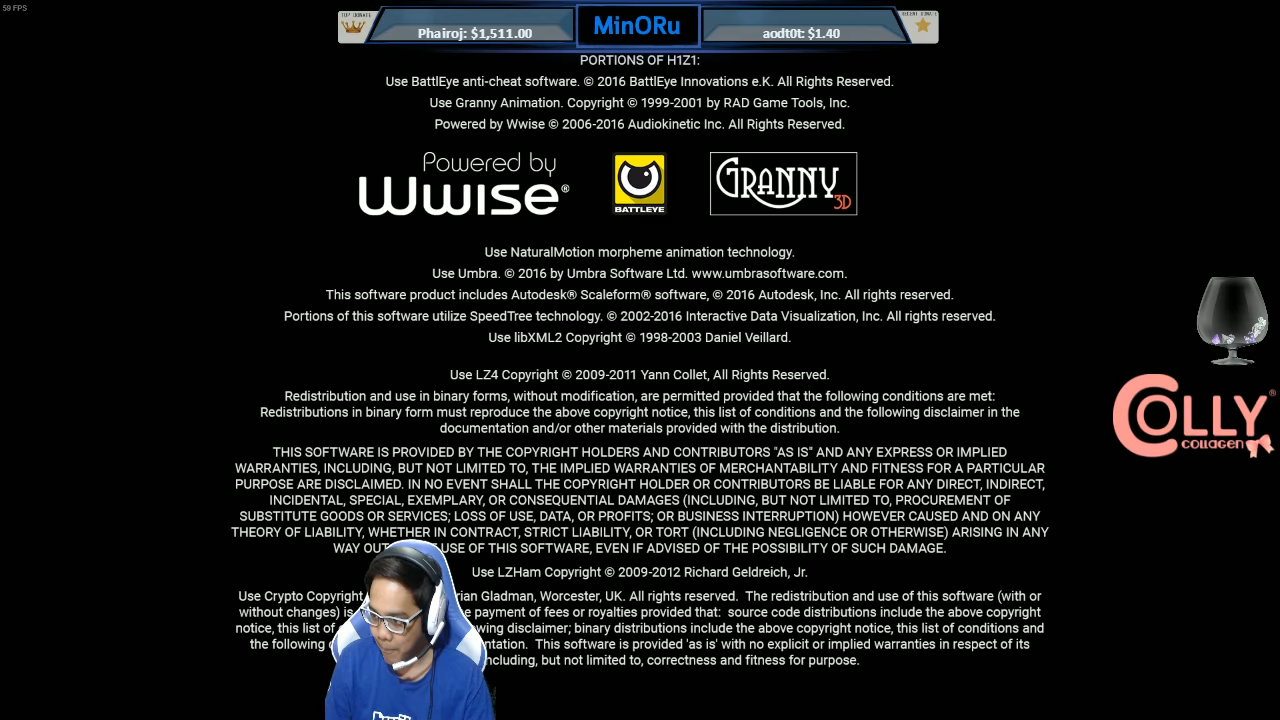 59 FPS
TOP DONATE
Phairoj: $1,511.00
MinORu
aodt0t: $1.40
RECENT DONATE
PORTIONS OF H1Z1:
Use BattlEye anti-cheat software. © 2016 BattlEye Innovations e.K. All Rights Reserved.
Use Granny Animation. Copyright © 1999-2001 by RAD Game Tools, Inc.
Powered by Wwise © 2006-2016 Audiokinetic Inc. All Rights Reserved.
Powered by
Wwise®
BATTLEYE
GRANNY
3D
Use NaturalMotion morpheme animation technology.
Use Umbra. © 2016 by Umbra Software Ltd. www.umbrasoftware.com.
This software product includes Autodesk® Scaleform® software, © 2016 Autodesk, Inc. All rights reserved.
Portions of this software utilize SpeedTree technology. © 2002-2016 Interactive Data Visualization, Inc. All rights reserved.
Use libXML2 Copyright © 1998-2003 Daniel Veillard.
Use LZ4 Copyright © 2009-2011 Yann Collet, All Rights Reserved.
Redistribution and use in binary forms, without modification, are permitted provided that the following conditions are met:
Redistributions in binary form must reproduce the above copyright notice, this list of conditions and the following disclaimer in the
documentation and/or other materials provided with the distribution.
COLLY®
COLLAGEN
THIS SOFTWARE IS PROVIDED BY THE COPYRIGHT HOLDERS AND CONTRIBUTORS "AS IS" AND ANY EXPRESS OR IMPLIED
WARRANTIES, INCLUDING, BUT NOT LIMITED TO, THE IMPLIED WARRANTIES OF MERCHANTABILITY AND FITNESS FOR A PARTICULAR
PURPOSE ARE DISCLAIMED. IN NO EVENT SHALL THE COPYRIGHT HOLDER OR CONTRIBUTORS BE LIABLE FOR ANY DIRECT, INDIRECT,
INCIDENTAL, SPECIAL, EXEMPLARY, OR CONSEQUENTIAL DAMAGES (INCLUDING, BUT NOT LIMITED TO, PROCUREMENT OF
SUBSTITUTE GOODS OR SERVICES; LOSS OF USE, DATA, OR PROFITS; OR BUSINESS INTERRUPTION) HOWEVER CAUSED AND ON ANY
THEORY OF LIABILITY, WHETHER IN CONTRACT, STRICT LIABILITY, OR TORT (INCLUDING NEGLIGENCE OR OTHERWISE) ARISING IN ANY
WAY OUT USE OF THIS SOFTWARE, EVEN IF ADVISED OF THE POSSIBILITY OF SUCH DAMAGE.
Use LZHam Copyright © 2009-2012 Richard Geldreich, Jr.
Use Crypto Copyright rian Gladman, Worcester, UK. All rights reserved. The redistribution and use of this software (with or
without changes) is payment of fees or royalties provided that: source code distributions include the above copyright
notice, this list of wing disclaimer; binary distributions include the above copyright notice, this list of conditions and
the following ntation. This software is provided 'as is' with no explicit or implied warranties in respect of its
ncluding, but not limited to, correctness and fitness for purpose.